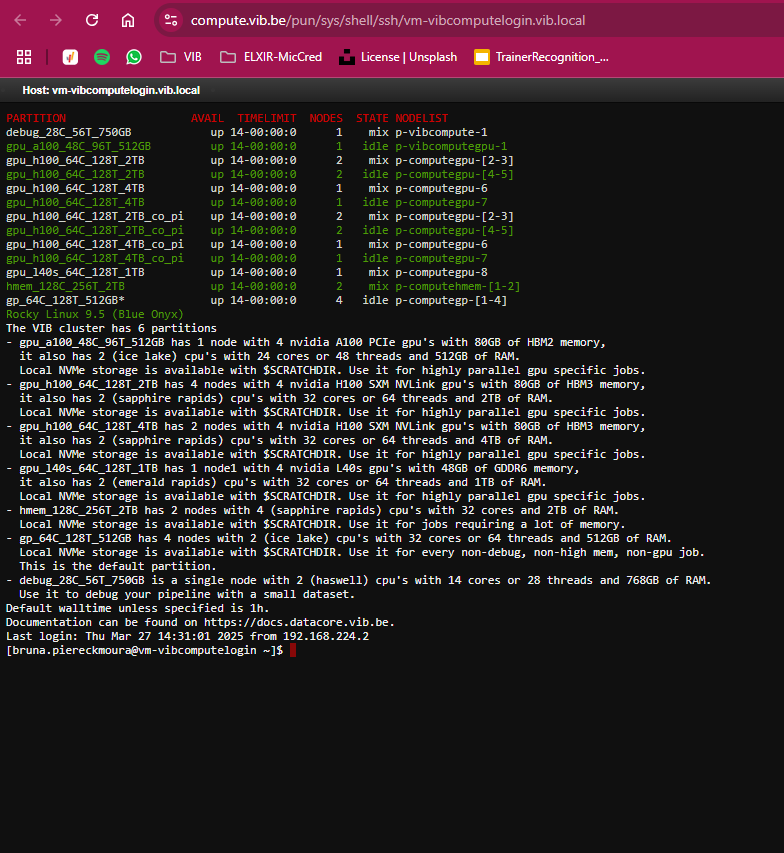 compute.vib.be/pun/sys/shell/ssh/vm-vibcomputelogin.vib.local
VIB ELXIR-MicCred License | Unsplash TrainerRecognition_...
Host: vm-vibcomputelogin.vib.local
PARTITION AVAIL TIMELIMIT NODES STATE NODELIST
debug_28C_56T_750GB up 14-00:00:0 1 mix p-vibcompute-1
gpu_a100_48C_96T_512GB up 14-00:00:0 1 idle p-vibcomputegpu-1
gpu_h100_64C_128T_2TB up 14-00:00:0 2 mix p-computegpu-[2-3]
gpu_h100_64C_128T_2TB up 14-00:00:0 2 idle p-computegpu-[4-5]
gpu_h100_64C_128T_4TB up 14-00:00:0 1 mix p-computegpu-6
gpu_h100_64C_128T_4TB up 14-00:00:0 1 idle p-computegpu-7
gpu_h100_64C_128T_2TB_co_pi up 14-00:00:0 2 mix p-computegpu-[2-3]
gpu_h100_64C_128T_2TB_co_pi up 14-00:00:0 2 idle p-computegpu-[4-5]
gpu_h100_64C_128T_4TB_co_pi up 14-00:00:0 1 mix p-computegpu-6
gpu_h100_64C_128T_4TB_co_pi up 14-00:00:0 1 idle p-computegpu-7
gpu_l40s_64C_128T_1TB up 14-00:00:0 1 mix p-computegpu-8
hmem_128C_256T_2TB up 14-00:00:0 2 mix p-computehmem-[1-2]
gp_64C_128T_512GB* up 14-00:00:0 4 idle p-computegp-[1-4]
Rocky Linux 9.5 (Blue Onyx)
The VIB cluster has 6 partitions
- gpu_a100_48C_96T_512GB has 1 node with 4 nvidia A100 PCIe gpu's with 80GB of HBM2 memory,
it also has 2 (ice lake) cpu's with 24 cores or 48 threads and 512GB of RAM.
Local NVMe storage is available with $SCRATCHDIR. Use it for highly parallel gpu specific jobs.
- gpu_h100_64C_128T_2TB has 4 nodes with 4 nvidia H100 SXM NVLink gpu's with 80GB of HBM3 memory,
it also has 2 (sapphire rapids) cpu's with 32 cores or 64 threads and 2TB of RAM.
Local NVMe storage is available with $SCRATCHDIR. Use it for highly parallel gpu specific jobs.
- gpu_h100_64C_128T_4TB has 2 nodes with 4 nvidia H100 SXM NVLink gpu's with 80GB of HBM3 memory,
it also has 2 (sapphire rapids) cpu's with 32 cores or 64 threads and 4TB of RAM.
Local NVMe storage is available with $SCRATCHDIR. Use it for highly parallel gpu specific jobs.
- gpu_l40s_64C_128T_1TB has 1 node1 with 4 nvidia L40s gpu's with 48GB of GDDR6 memory,
it also has 2 (emerald rapids) cpu's with 32 cores or 64 threads and 1TB of RAM.
Local NVMe storage is available with $SCRATCHDIR. Use it for highly parallel gpu specific jobs.
- hmem_128C_256T_2TB has 2 nodes with 4 (sapphire rapids) cpu's with 32 cores and 2TB of RAM.
Local NVMe storage is available with $SCRATCHDIR. Use it for jobs requiring a lot of memory.
- gp_64C_128T_512GB has 4 nodes with 2 (ice lake) cpu's with 32 cores or 64 threads and 512GB of RAM.
Local NVMe storage is available with $SCRATCHDIR. Use it for every non-debug, non-high mem, non-gpu job.
This is the default partition.
- debug_28C_56T_750GB is a single node with 2 (haswell) cpu's with 14 cores or 28 threads and 768GB of RAM.
Use it to debug your pipeline with a small dataset.
Default walltime unless specified is 1h.
Documentation can be found on https://docs.datacore.vib.be.
Last login: Thu Mar 27 14:31:01 2025 from 192.168.224.2
[bruna.piereckmoura@vm-vibcomputelogin ~]$